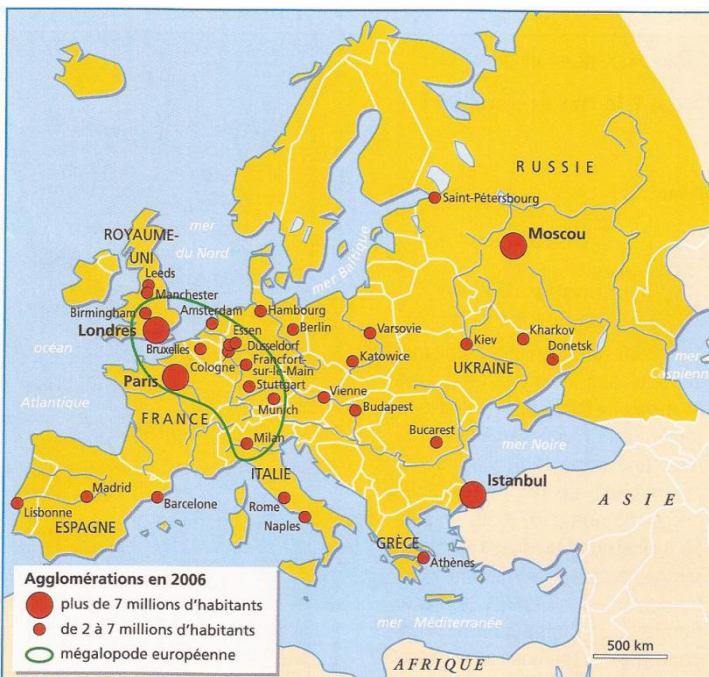 RUSSIE
Saint-Pétersbourg
Moscou
mer
du Nord
mer Baltique
ROYAUME-
UNI
Leeds
Manchester
Birmingham
Londres
Amsterdam
Hambourg
Berlin
Essen
Düsseldorf
Bruxelles
Cologne
Francfort-
sur-le-Main
Stuttgart
Munich
Varsovie
Katowice
Kiev
Kharkov
Donetsk
UKRAINE
mer
Caspienne
océan
Atlantique
Paris
FRANCE
Vienne
Budapest
Bucarest
Milan
mer Noire
ITALIE
Istanbul
ASIE
Madrid
Lisbonne
ESPAGNE
Barcelone
Rome
Naples
GRÈCE
Athènes
mer Méditerranée
AFRIQUE
500 km
Agglomérations en 2006
plus de 7 millions d'habitants
de 2 à 7 millions d'habitants
mégalopode européenne